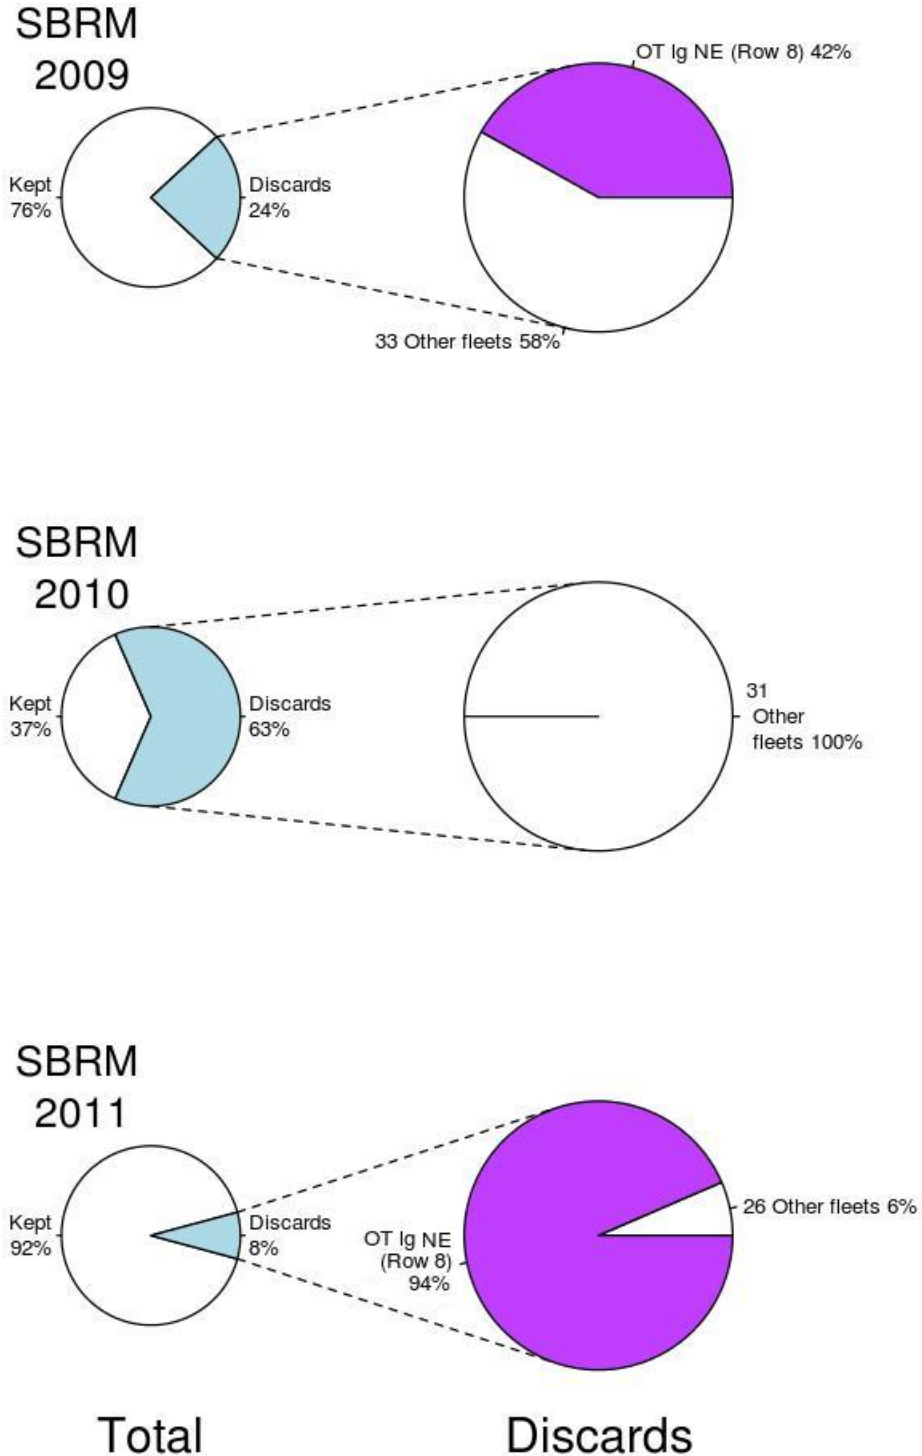 SBRM
2009
OT lg NE (Row 8) 42%
Kept
76%
Discards
24%
33 Other fleets 58%
SBRM
2010
Kept
37%
Discards
63%
31
Other
fleets 100%
SBRM
2011
Kept
92%
Discards
8%
OT lg NE
(Row 8)
94%
26 Other fleets 6%
Total
Discards